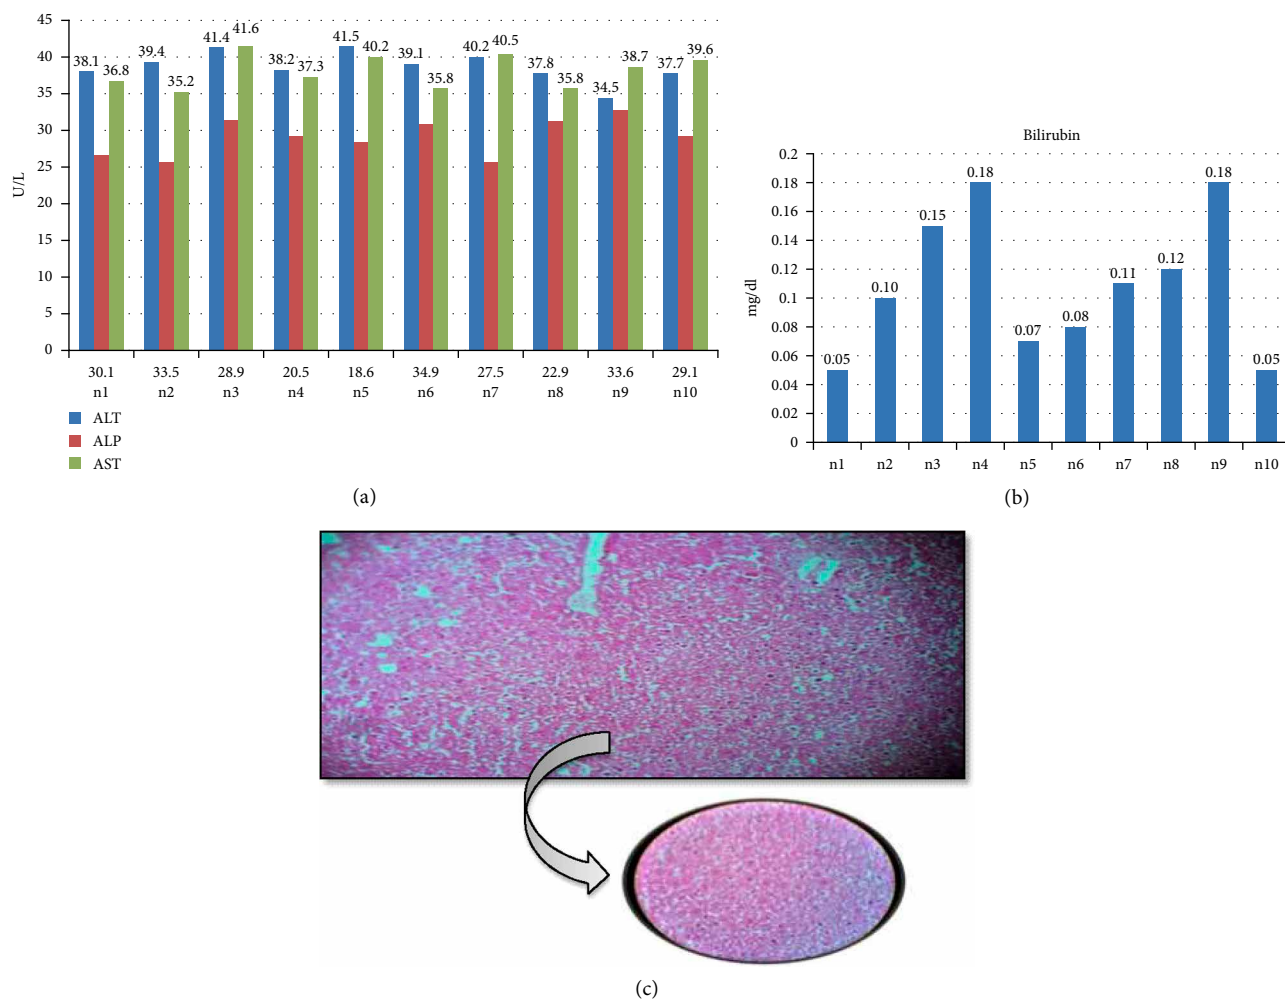 45
40
35
30
25
20
15
10
5
0
U/L
38.1 36.8 39.4 35.2 41.4 41.6 38.2 37.3 41.5 40.2 39.1 35.8 40.2 40.5 37.8 35.8 34.5 38.7 37.7 39.6
30.1 33.5 28.9 20.5 18.6 34.9 27.5 22.9 33.6 29.1
n1 n2 n3 n4 n5 n6 n7 n8 n9 n10
ALT
ALP
AST
(a)
Bilirubin
0.2
0.18
0.16
0.14
0.12
0.1
0.08
0.06
0.04
0.02
0
mg/dl
0.05 0.10 0.15 0.18 0.07 0.08 0.11 0.12 0.18 0.05
n1 n2 n3 n4 n5 n6 n7 n8 n9 n10
(b)
(c)